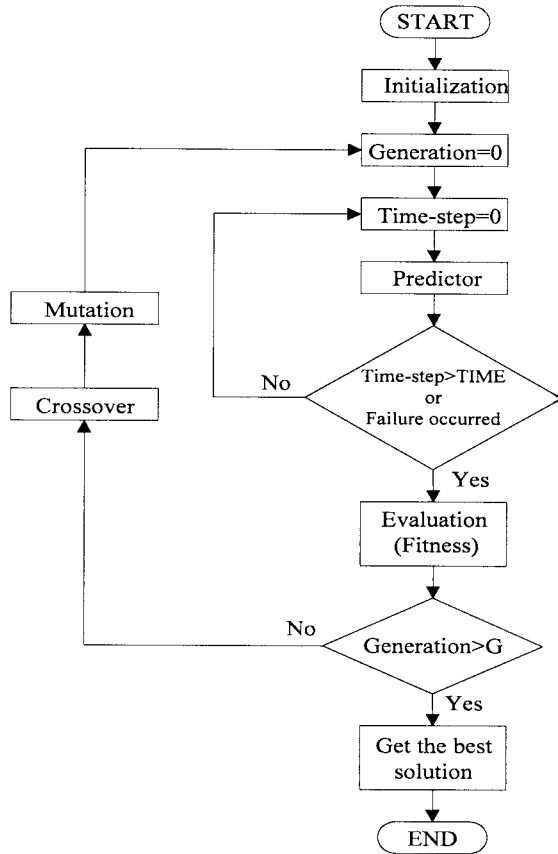 START
Initialization
Generation=0
Time-step=0
Predictor
Mutation
Crossover
No
Time-step>TIME
or
Failure occurred
Yes
Evaluation
(Fitness)
No
Generation>G
Yes
Get the best
solution
END